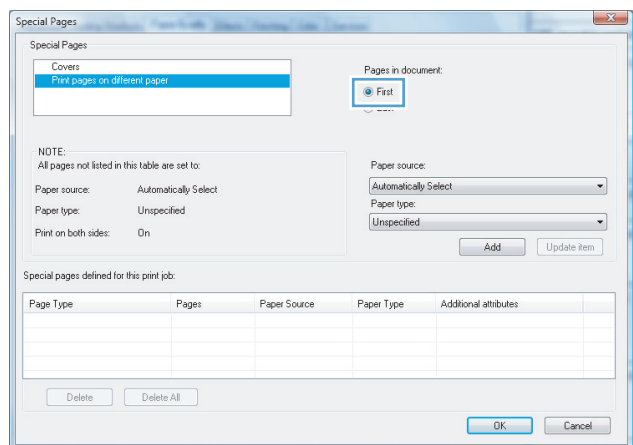 Special Pages
Special Pages
Covers
Print pages on different paper
Pages in document:
First
NOTE:
All pages not listed in this table are set to:
Paper source: Automatically Select
Paper type: Unspecified
Print on both sides: On
Paper source:
Automatically Select
Paper type:
Unspecified
Add Update item
Special pages defined for this print job:
Page Type Pages Paper Source Paper Type Additional attributes
Delete Delete All
OK Cancel